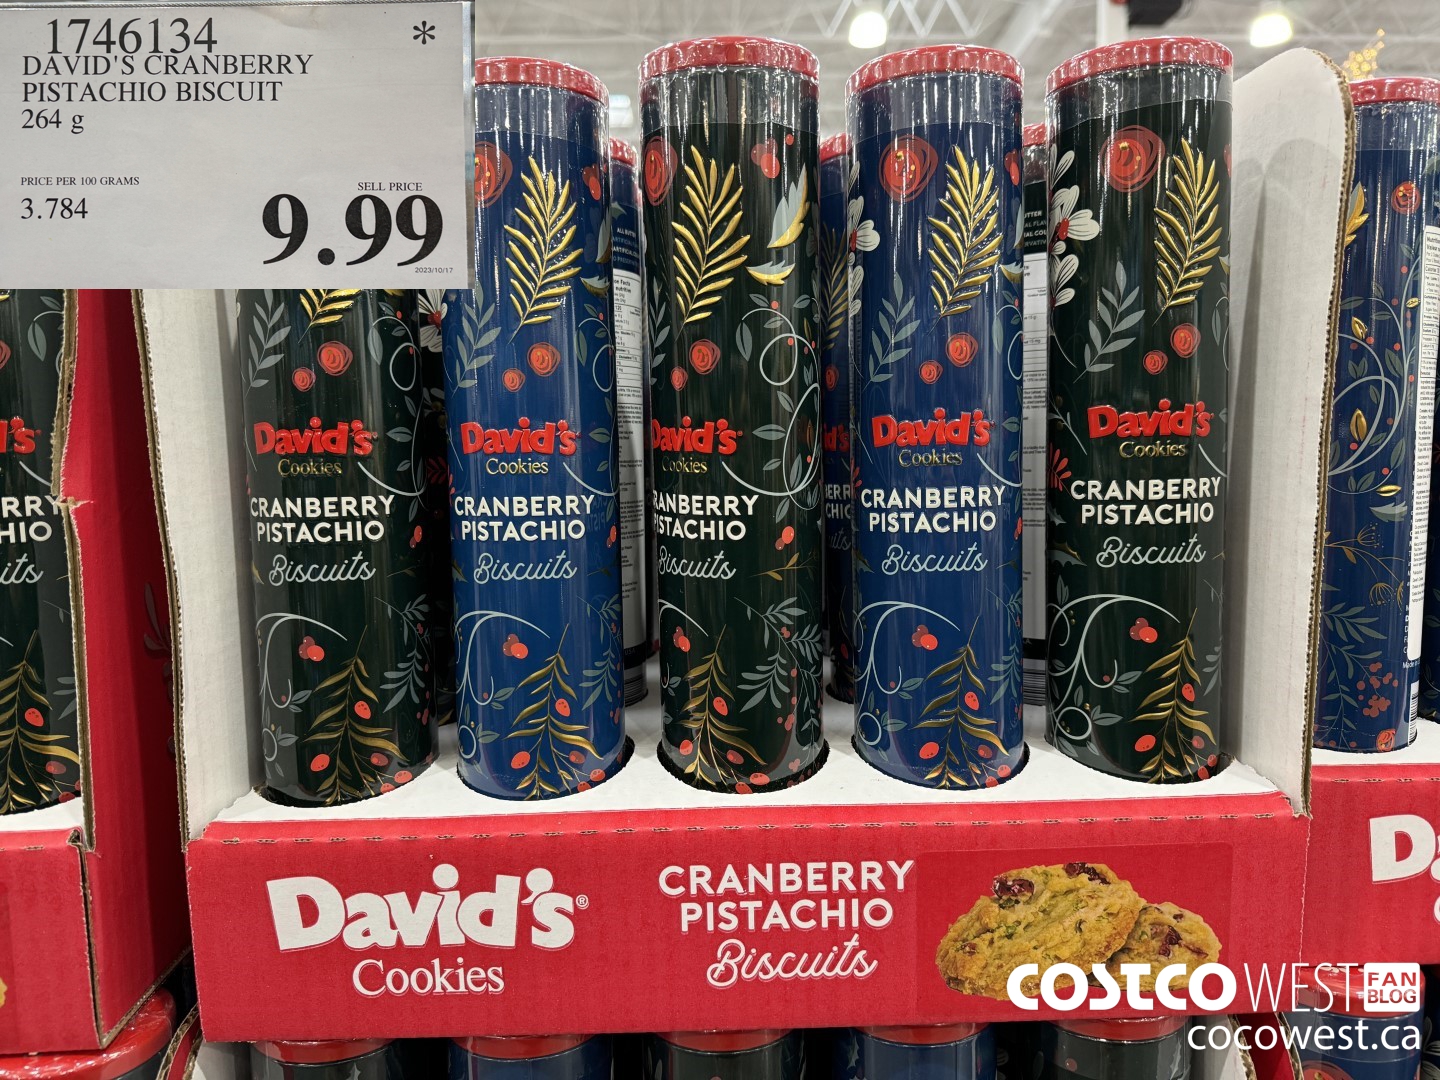 1746134 *
DAVID'S CRANBERRY
PISTACHIO BISCUIT
264 g
PRICE PER 100 GRAMS
3.784
SELL PRICE
9.99
2023/10/17
David's
Cookies
CRANBERRY
PISTACHIO
Biscuits
David's
Cookies
CRANBERRY
PISTACHIO
Biscuits
David's
Cookies
CRANBERRY
PISTACHIO
Biscuits
David's
Cookies
CRANBERRY
PISTACHIO
Biscuits
David's
Cookies
CRANBERRY
PISTACHIO
Biscuits
David's®
Cookies
CRANBERRY
PISTACHIO
Biscuits
COSTCO WEST FAN BLOG
cocowest.ca